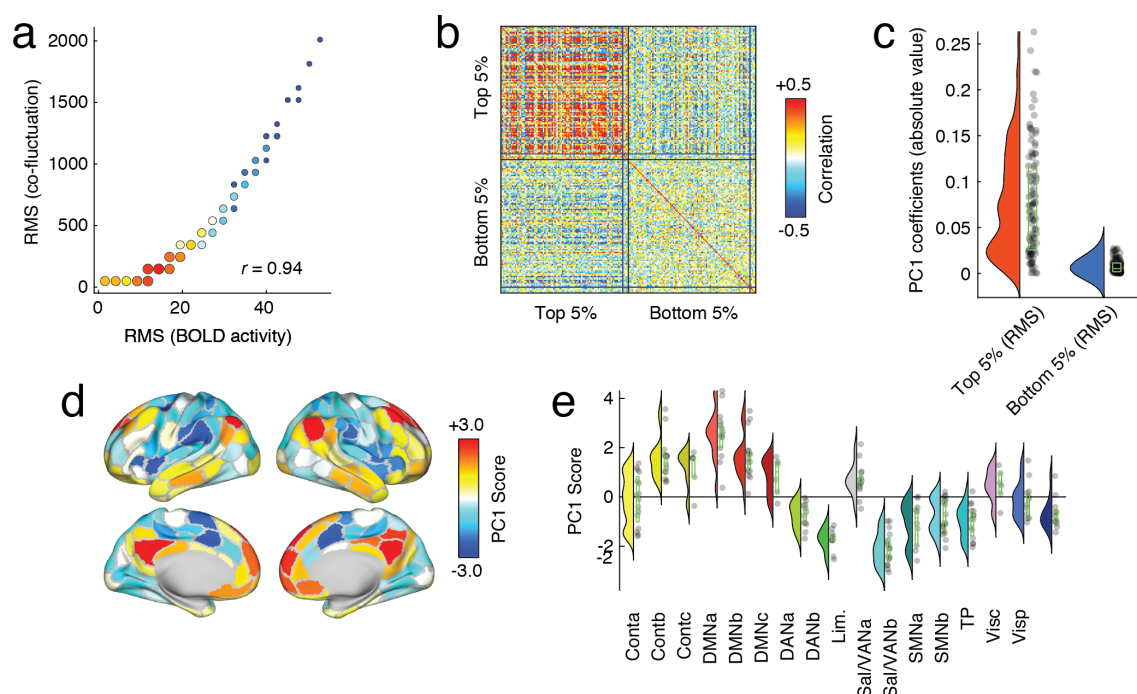 a
RMS (co-fluctuation)
2000
1500
1000
500
0
0
20
40
r = 0.94
RMS (BOLD activity)
b
Top 5%
Bottom 5%
Top 5%
Bottom 5%
+0.5
Correlation
-0.5
c
PC1 coefficients (absolute value)
0.25
0.2
0.15
0.1
0.05
0
Top 5% (RMS)
Bottom 5% (RMS)
d
+3.0
PC1 Score
-3.0
e
PC1 Score
4
2
0
-2
Conta
Contb
Contc
DMNa
DMNb
DMNc
DANa
DANb
Lim.
Sal/VANa
Sal/VANb
SMNa
SMNb
TP
Visc
Visp